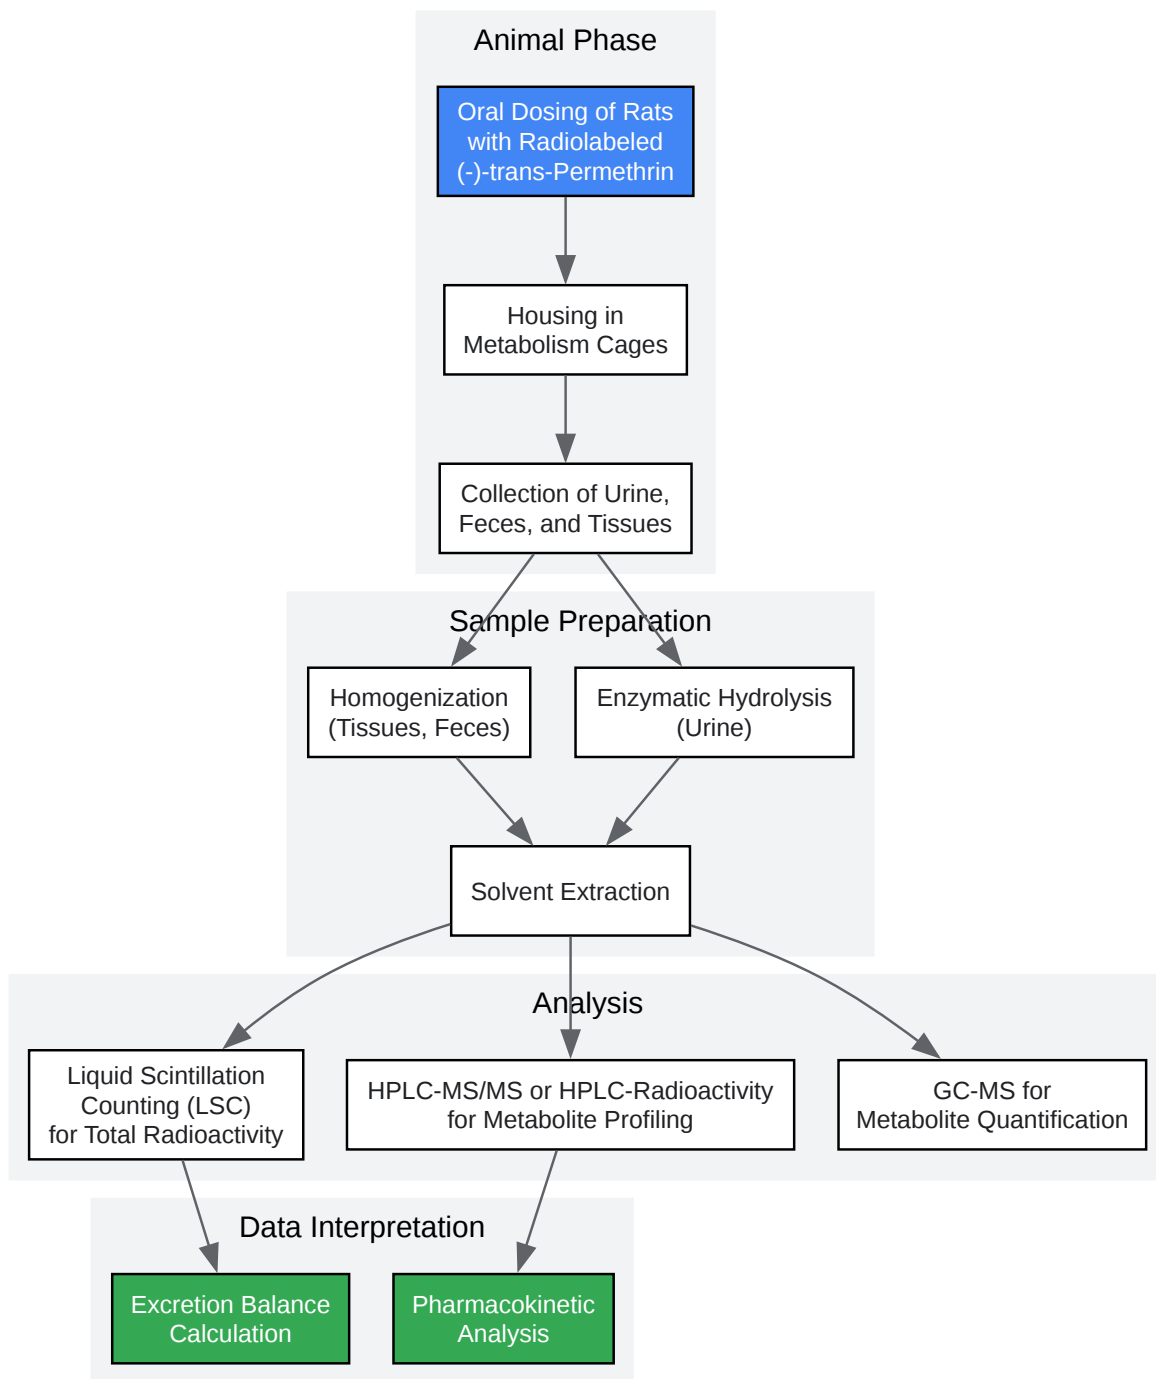 Animal Phase
Oral Dosing of Rats
with Radiolabeled
(-)-trans-Permethrin
Housing in
Metabolism Cages
Collection of Urine,
Feces, and Tissues
Sample Preparation
Homogenization
(Tissues, Feces)
Enzymatic Hydrolysis
(Urine)
Solvent Extraction
Analysis
Liquid Scintillation
Counting (LSC)
for Total Radioactivity
HPLC-MS/MS or HPLC-Radioactivity
for Metabolite Profiling
GC-MS for
Metabolite Quantification
Data Interpretation
Excretion Balance
Calculation
Pharmacokinetic
Analysis